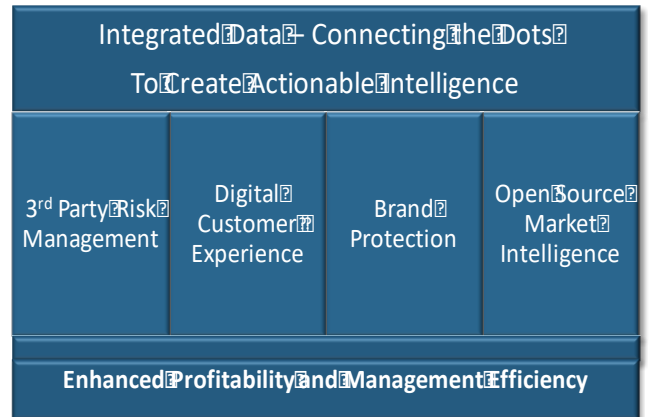 Integrated Data – Connecting the Dots
To Create Actionable Intelligence
3rd Party Risk
Management
Digital
Customer
Experience
Brand
Protection
Open Source
Market
Intelligence
Enhanced Profitability and Management Efficiency